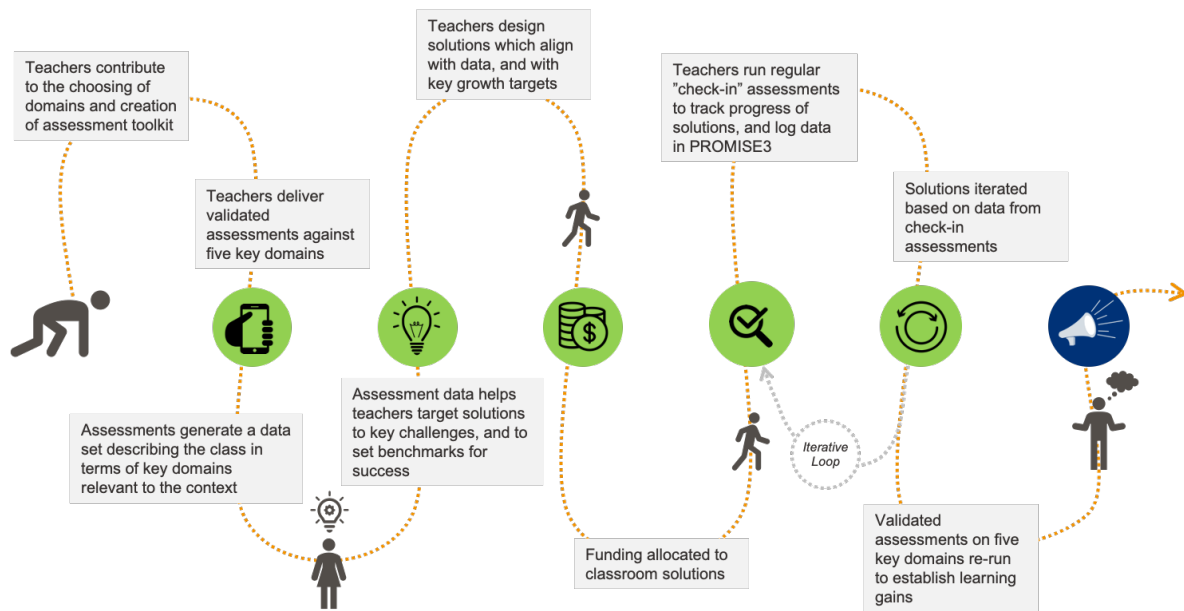 Teachers contribute
to the choosing of
domains and creation
of assessment toolkit
Teachers deliver
validated
assessments against
five key domains
Assessments generate a data
set describing the class in
terms of key domains
relevant to the context
Assessment data helps
teachers target solutions
to key challenges, and to
set benchmarks for
success
Teachers design
solutions which align
with data, and with
key growth targets
$
Funding allocated to
classroom solutions
Teachers run regular
"check-in" assessments
to track progress of
solutions, and log data
in PROMISE3
Solutions iterated
based on data from
check-in
assessments
Iterative
Loop
Validated
assessments on five
key domains re-run
to establish learning
gains